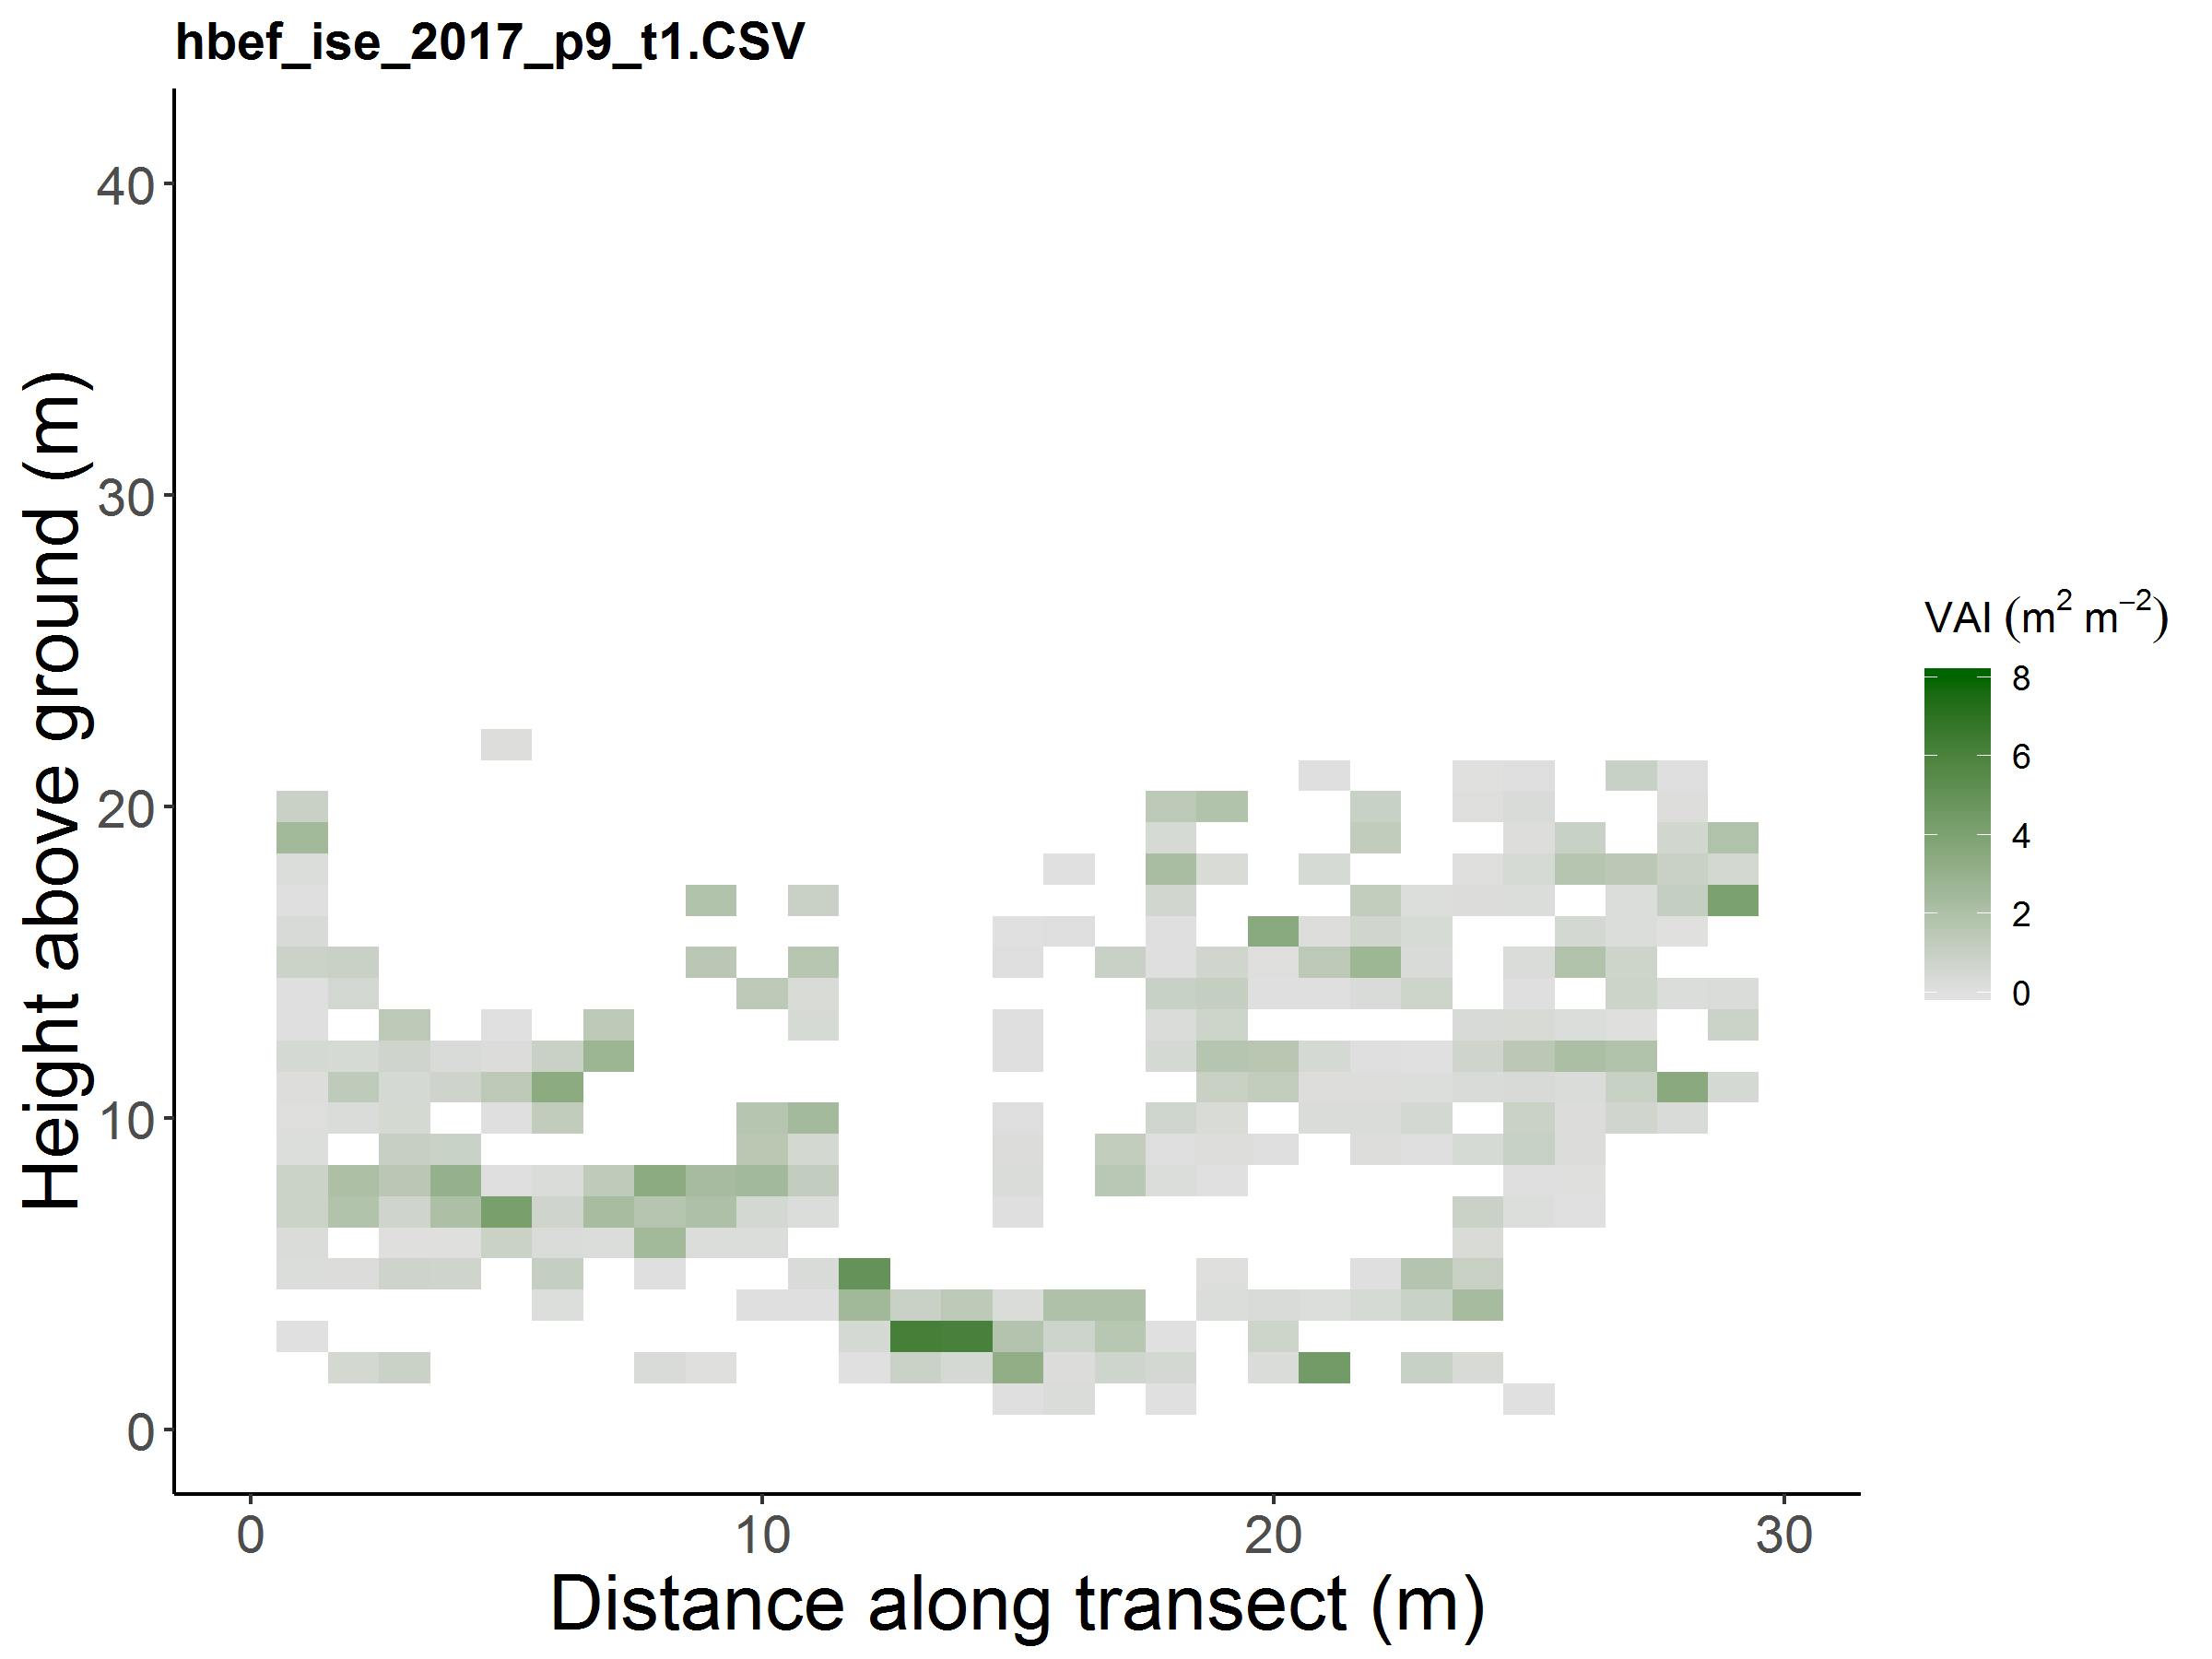 hbef_ise_2017_p9_t1.CSV
Height above ground (m)
40
30
20
10
0
0 10 20 30
Distance along transect (m)
VAI (m² m⁻²)
8
6
4
2
0